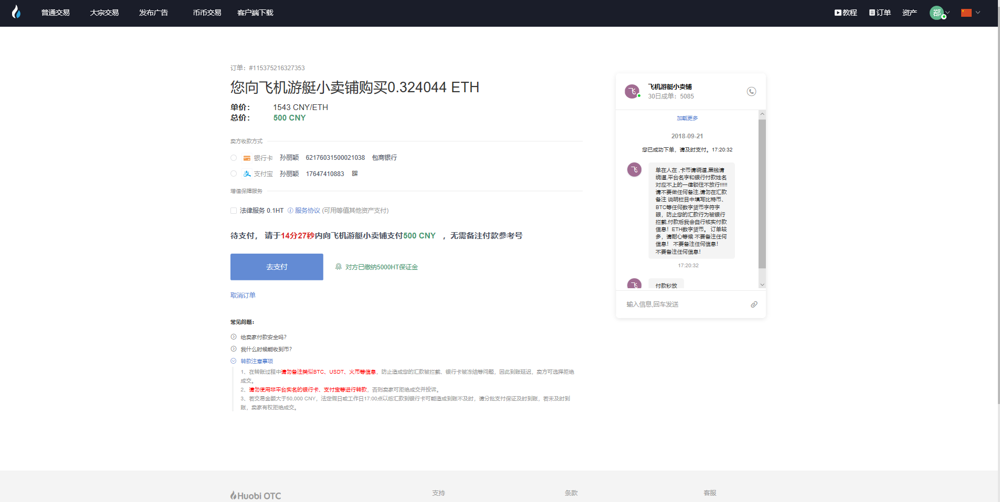 普通交易 大宗交易 发布广告 币币交易 客户端下载 教程 订单 资产 郡
订单：#115375216327353
您向飞机游艇小卖铺购买0.324044 ETH
单价： 1543 CNY/ETH
总价： 500 CNY
卖方收款方式
银行卡 孙丽颖 62176031500021038 包商银行
支付宝 孙丽颖 17647410883
增值保障服务
法律服务 0.1HT 服务协议 (可用等值其他资产支付)
待支付， 请于14分27秒内向飞机游艇小卖铺支付500 CNY ，无需备注付款参考号
去支付 对方已缴纳5000HT保证金
取消订单
常见问题：
给卖家付款安全吗?
我什么时候能收到币?
转款注意事项
1、在转账过程中请勿备注类似BTC、USDT、火币等信息，防止造成您的汇款被拦截、银行卡被冻结等问题，因此到账延迟，卖方可选择拒绝
成交。
2、请勿使用非平台实名的银行卡、支付宝等进行转款，否则卖家可拒绝成交并投诉。
3、若交易金额大于50,000 CNY，法定假日或工作日17:00点以后汇款到银行卡可能造成到账不及时，请分批支付保证及时到账，若未及时到
账，卖家有权拒绝成交。
飞 飞机游艇小卖铺
30日成单：5085
加载更多
2018-09-21
您已成功下单，请及时支付。17:20:32
飞
单在人在 ,卡币请绕道,黑钱请
绕道.平台名字和银行付款姓名
对应不上的一律锁住不放行!!!!!
请不要做任何备注,请勿在汇款
备注 说明栏目中填写比特币、
BTC等任何数字货币字符字
眼，防止您的汇款行为被银行
拦截,付款后我会自行核实付款
信息！ETH数字货币。 订单较
多，请耐心等候 不要备注任何
信息！ 不要备注任何信息！
不要备注任何信息！
17:20:32
飞 付款秒放
输入信息,回车发送
Huobi OTC 支持 条款 客服